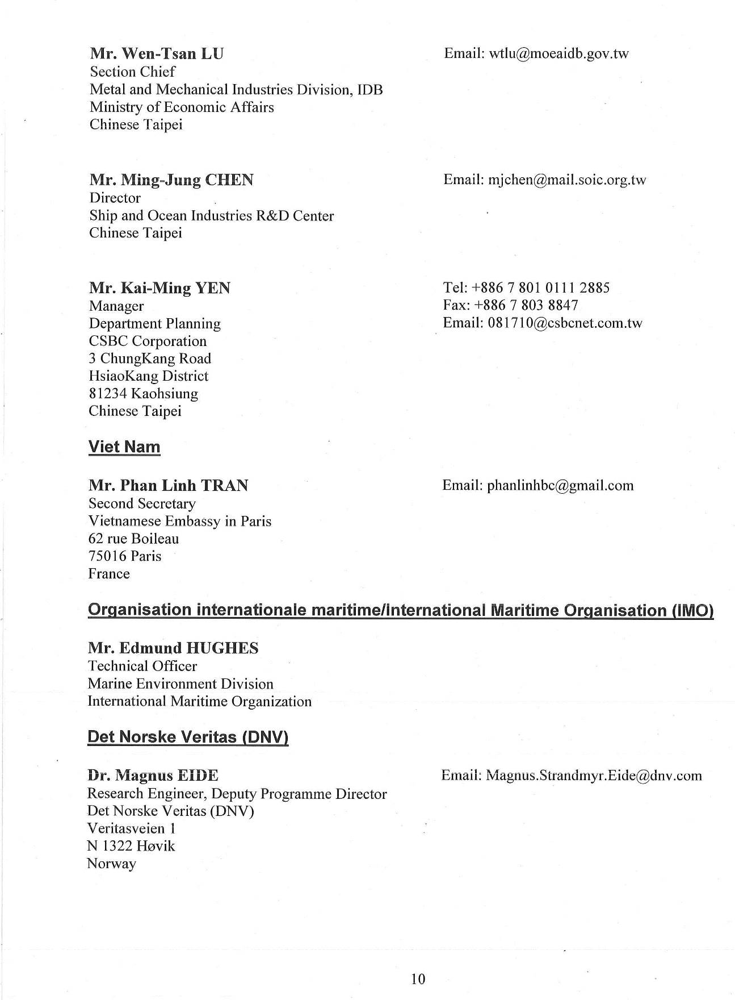 Mr. Wen-Tsan LU
Email: wtlu@moeaidb.gov.tw
Section Chief
Metal and Mechanical Industries Division, IDB
Ministry of Economic Affairs
Chinese Taipei
Mr. Ming-Jung CHEN
Email: mjchen@mail.soic.org.tw
Director
Ship and Ocean Industries R&D Center
Chinese Taipei
Mr. Kai-Ming YEN
Tel: +886 7 801 0111 2885
Manager
Fax: +886 7 803 8847
Department Planning
Email: 081710@csbcnet.com.tw
CSBC Corporation
3 ChungKang Road
HsiaoKang District
81234 Kaohsiung
Chinese Taipei
Viet Nam
Mr. Phan Linh TRAN
Email: phanlinhbc@gmail.com
Second Secretary
Vietnamese Embassy in Paris
62 rue Boileau
75016 Paris
France
Organisation internationale maritime/International Maritime Organisation (IMO)
Mr. Edmund HUGHES
Technical Officer
Marine Environment Division
International Maritime Organization
Det Norske Veritas (DNV)
Dr. Magnus EIDE
Email: Magnus.Strandmyr.Eide@dnv.com
Research Engineer, Deputy Programme Director
Det Norske Veritas (DNV)
Veritasveien 1
N 1322 Høvik
Norway
10